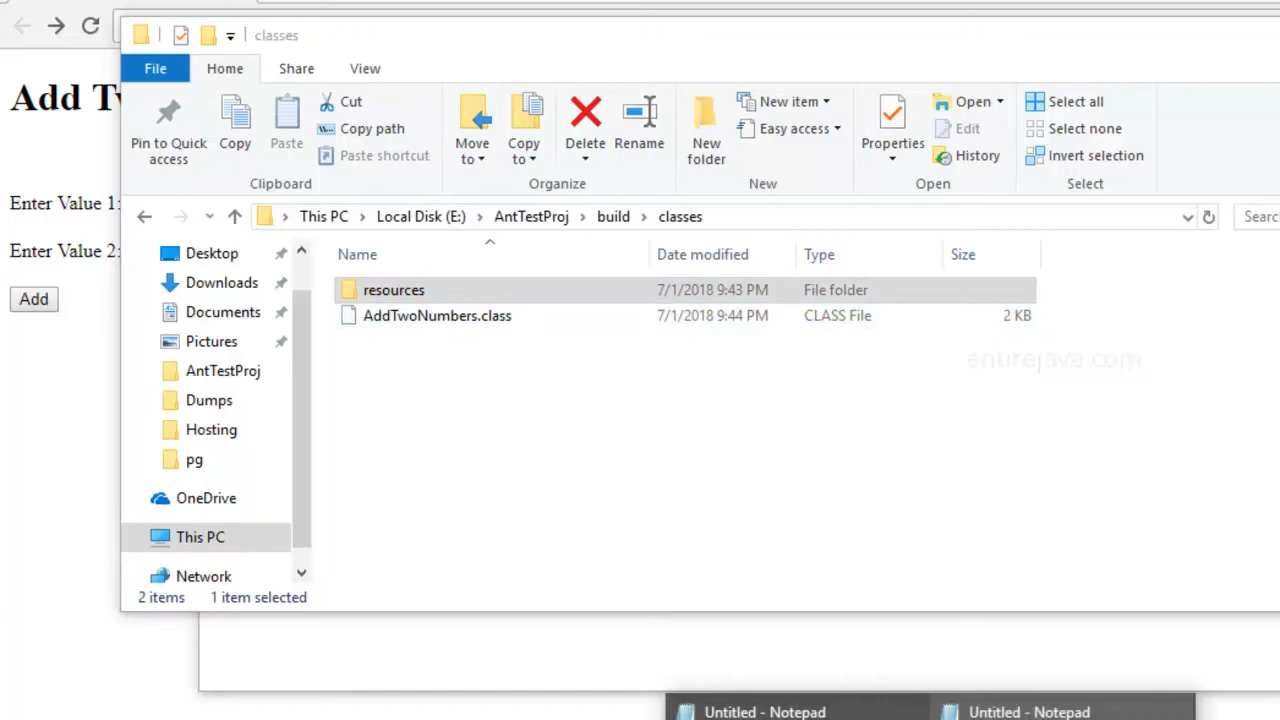 classes
Add Tw
File Home Share View
Pin to Quick access
Copy
Paste
Cut
Copy path
Paste shortcut
Move to
Copy to
Delete
Rename
New folder
New item
Easy access
Properties
Open
Edit
History
Select all
Select none
Invert selection
Clipboard Organize New Open Select
This PC Local Disk (E:) AntTestProj build classes
Searc
Enter Value 1:
Enter Value 2:
Add
Desktop
Downloads
Documents
Pictures
AntTestProj
Dumps
Hosting
pg
OneDrive
This PC
Network
Name Date modified Type Size
resources 7/1/2018 9:43 PM File folder
AddTwoNumbers.class 7/1/2018 9:44 PM CLASS File 2 KB
entirejava.com
2 items 1 item selected
Untitled - Notepad Untitled - Notepad